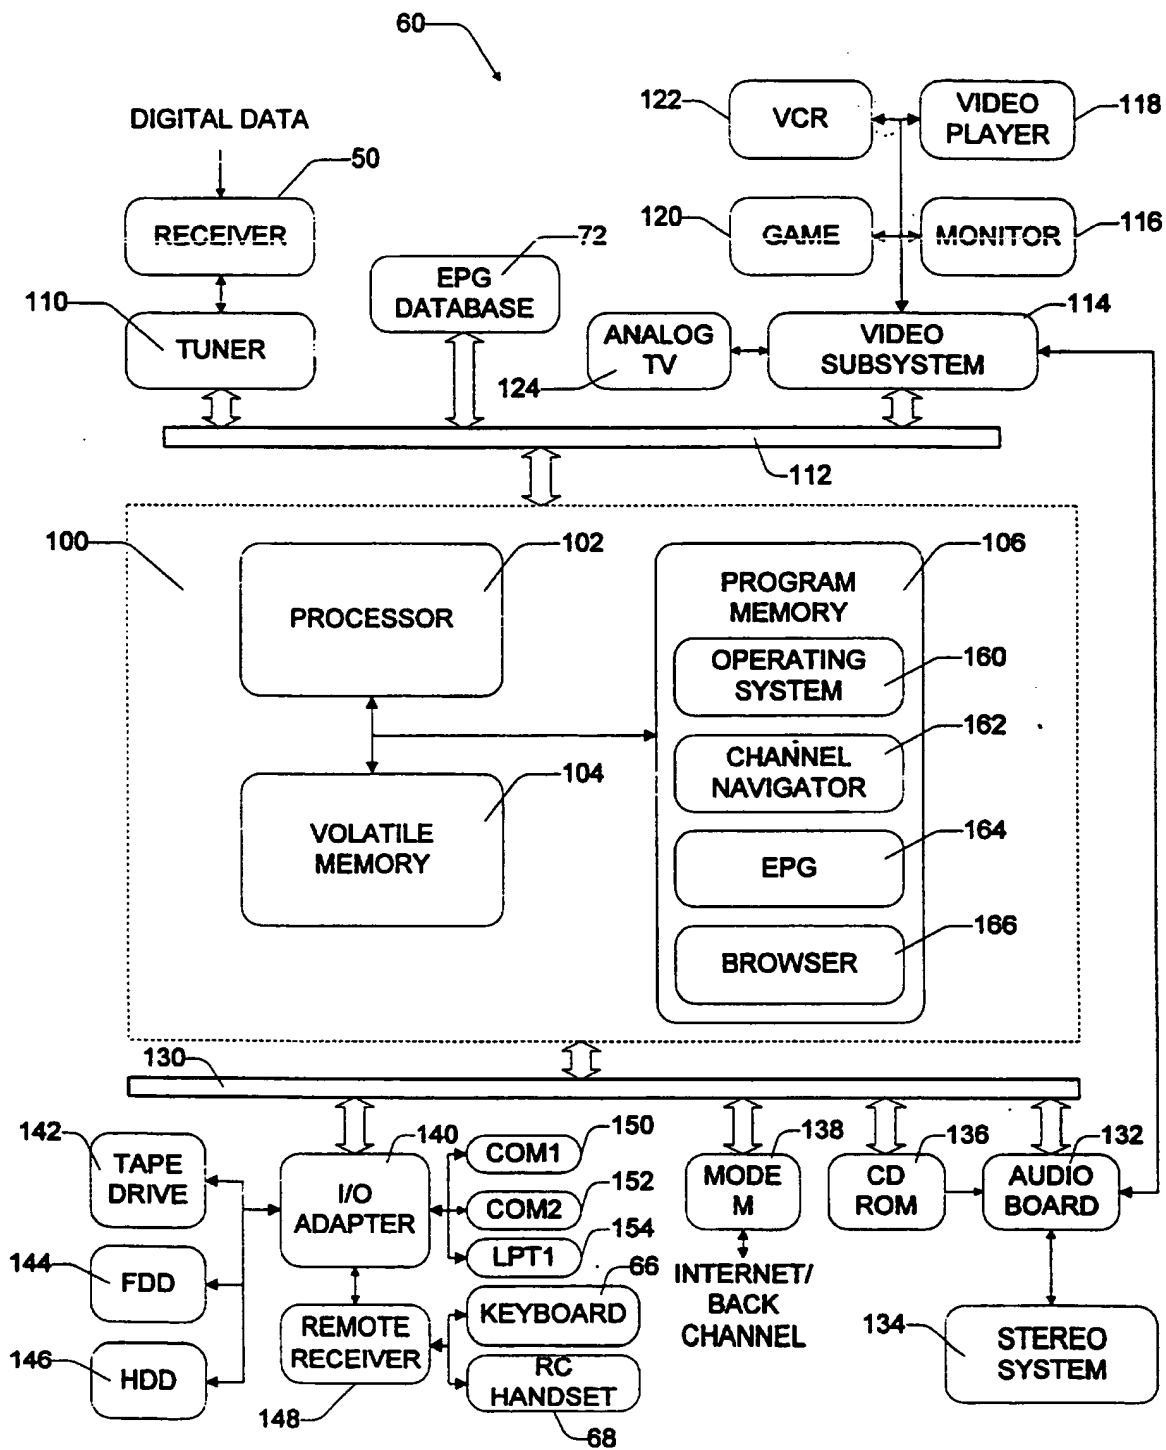 60
DIGITAL DATA
50
RECEIVER
110
TUNER
72
EPG
DATABASE
122
VCR
VIDEO
PLAYER
118
120
GAME
MONITOR
116
ANALOG
TV
124
VIDEO
SUBSYSTEM
114
112
100
PROCESSOR
102
VOLATILE
MEMORY
104
106
PROGRAM
MEMORY
OPERATING
SYSTEM
160
CHANNEL
NAVIGATOR
162
EPG
164
BROWSER
166
130
142
TAPE
DRIVE
144
FDD
146
HDD
140
I/O
ADAPTER
COM1
150
COM2
152
LPT1
154
REMOTE
RECEIVER
148
66
KEYBOARD
RC
HANDSET
68
138
MODE
M
INTERNET/
BACK
CHANNEL
136
CD
ROM
132
AUDIO
BOARD
134
STEREO
SYSTEM